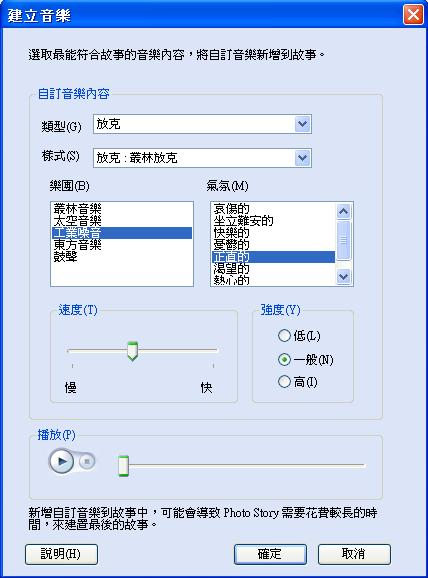 建立音樂
選取最能符合故事的音樂內容，將自訂音樂新增到故事。
自訂音樂內容
類型(G)
放克
樣式(S)
放克 : 叢林放克
樂團(B)
叢林音樂
太空音樂
工業噪音
東方音樂
鼓聲
氣氛(M)
哀傷的
坐立難安的
快樂的
憂鬱的
正直的
渴望的
熱心的
速度(T)
慢
快
強度(Y)
低(L)
一般(N)
高(I)
播放(P)
新增自訂音樂到故事中，可能會導致 Photo Story 需要花費較長的時
間，來建置最後的故事。
說明(H)
確定
取消